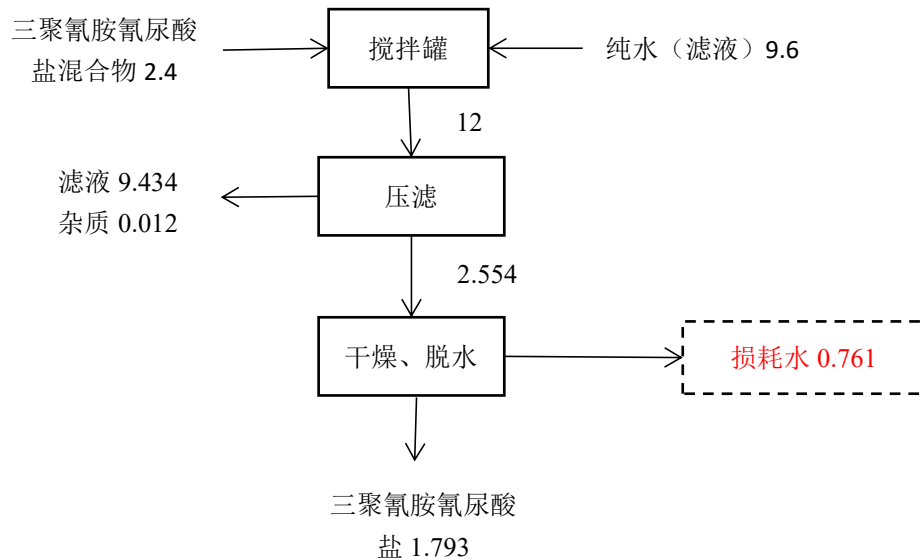 三聚氰胺氰尿酸
盐混合物 2.4
搅拌罐
纯水（滤液）9.6
12
滤液 9.434
杂质 0.012
压滤
2.554
干燥、脱水
损耗水 0.761
三聚氰胺氰尿酸
盐 1.793